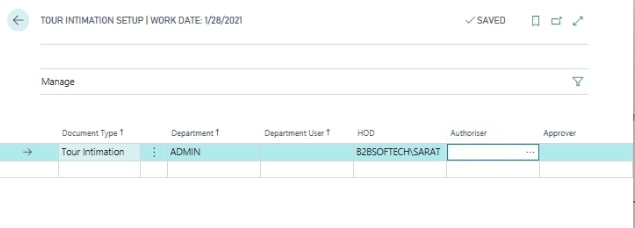 TOUR INTIMATION SETUP | WORK DATE: 1/28/2021
✓ SAVED
Manage
Document Type ↑ Department ↑ Department User ↑ HOD Authoriser Approver
→ Tour Intimation ⋮ ADMIN B2BSOFTECH\SARAT ...